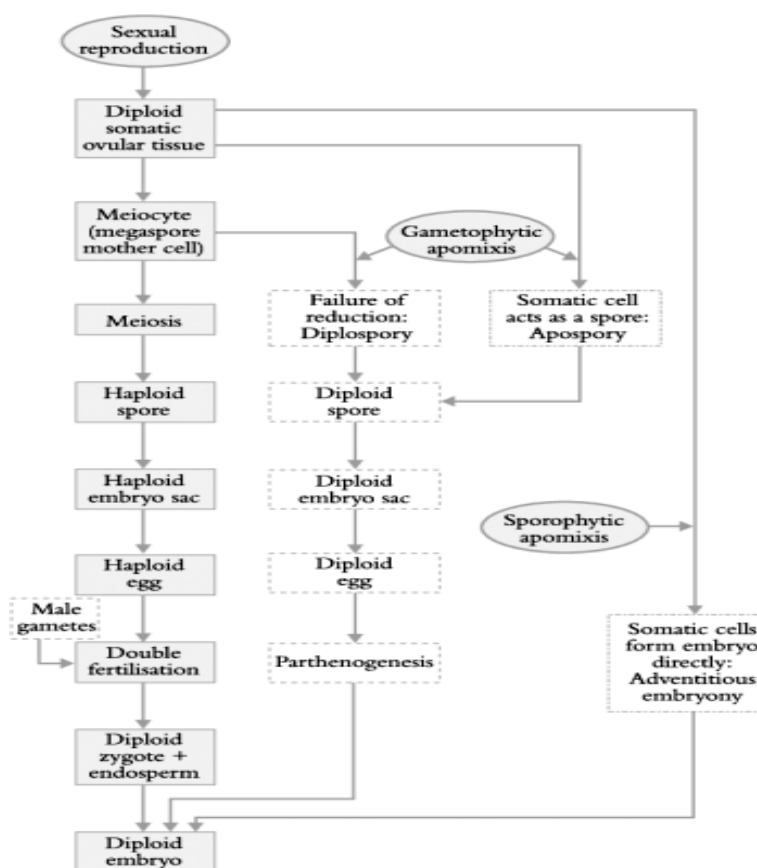 Sexual
reproduction
Diploid
somatic
ovular tissue
Meiocyte
(megaspore
mother cell)
Gametophytic
apomixis
Meiosis
Failure of
reduction:
Diplospory
Somatic cell
acts as a spore:
Apospory
Haploid
spore
Diploid
spore
Haploid
embryo sac
Diploid
embryo sac
Sporophytic
apomixis
Haploid
egg
Diploid
egg
Male
gametes
Double
fertilisation
Parthenogenesis
Somatic cells
form embryo
directly:
Adventitious
embryony
Diploid
zygote +
endosperm
Diploid
embryo